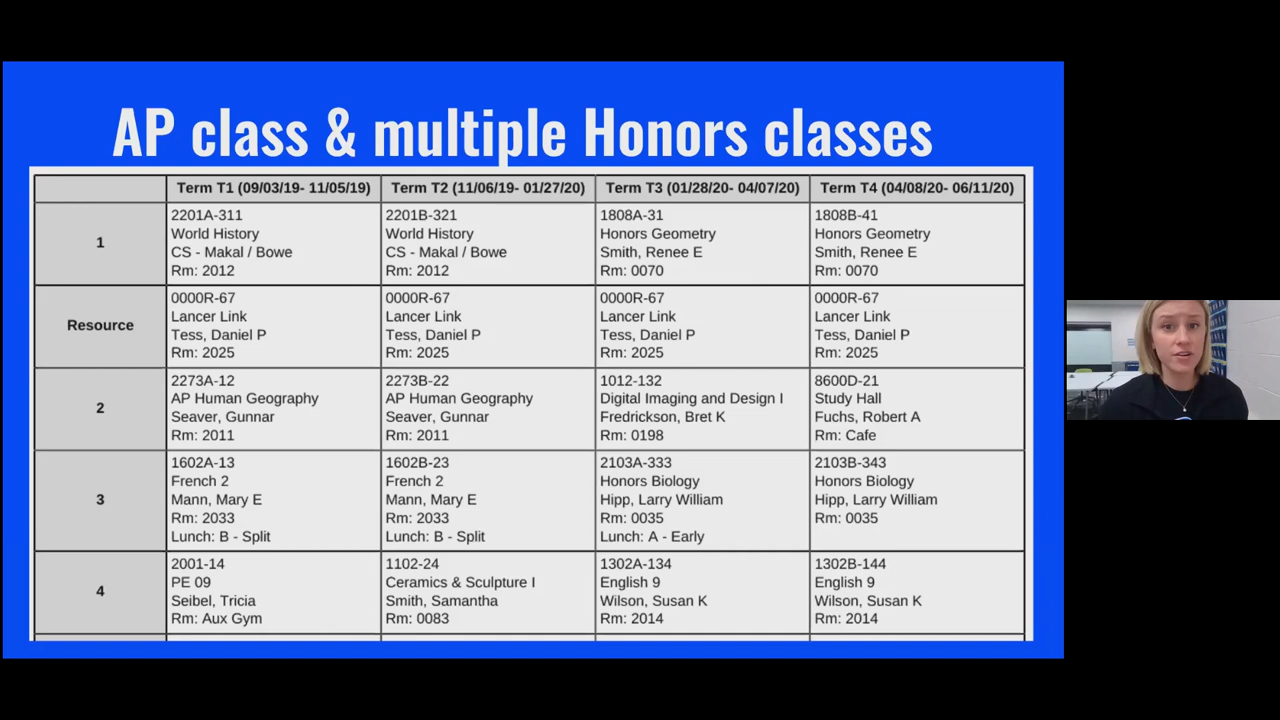 AP class & multiple Honors classes
Term T1 (09/03/19- 11/05/19)
Term T2 (11/06/19- 01/27/20)
Term T3 (01/28/20- 04/07/20)
Term T4 (04/08/20- 06/11/20)
1
2201A-311
World History
CS - Makal / Bowe
Rm: 2012
2201B-321
World History
CS - Makal / Bowe
Rm: 2012
1808A-31
Honors Geometry
Smith, Renee E
Rm: 0070
1808B-41
Honors Geometry
Smith, Renee E
Rm: 0070
Resource
0000R-67
Lancer Link
Tess, Daniel P
Rm: 2025
0000R-67
Lancer Link
Tess, Daniel P
Rm: 2025
0000R-67
Lancer Link
Tess, Daniel P
Rm: 2025
0000R-67
Lancer Link
Tess, Daniel P
Rm: 2025
2
2273A-12
AP Human Geography
Seaver, Gunnar
Rm: 2011
2273B-22
AP Human Geography
Seaver, Gunnar
Rm: 2011
1012-132
Digital Imaging and Design I
Fredrickson, Bret K
Rm: 0198
8600D-21
Study Hall
Fuchs, Robert A
Rm: Cafe
3
1602A-13
French 2
Mann, Mary E
Rm: 2033
Lunch: B - Split
1602B-23
French 2
Mann, Mary E
Rm: 2033
Lunch: B - Split
2103A-333
Honors Biology
Hipp, Larry William
Rm: 0035
Lunch: A - Early
2103B-343
Honors Biology
Hipp, Larry William
Rm: 0035
4
2001-14
PE 09
Seibel, Tricia
Rm: Aux Gym
1102-24
Ceramics & Sculpture I
Smith, Samantha
Rm: 0083
1302A-134
English 9
Wilson, Susan K
Rm: 2014
1302B-144
English 9
Wilson, Susan K
Rm: 2014